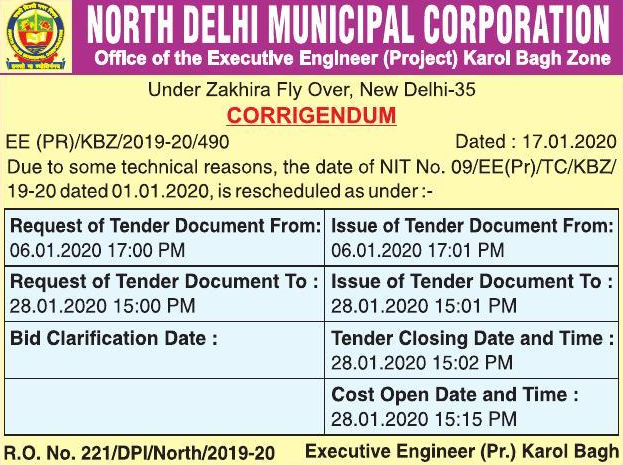 NORTH DELHI MUNICIPAL CORPORATION
Office of the Executive Engineer (Project) Karol Bagh Zone
Under Zakhira Fly Over, New Delhi-35
CORRIGENDUM
EE (PR)/KBZ/2019-20/490 Dated : 17.01.2020
Due to some technical reasons, the date of NIT No. 09/EE(Pr)/TC/KBZ/
19-20 dated 01.01.2020, is rescheduled as under :-
Request of Tender Document From:
06.01.2020 17:00 PM
Issue of Tender Document From:
06.01.2020 17:01 PM
Request of Tender Document To :
28.01.2020 15:00 PM
Issue of Tender Document To :
28.01.2020 15:01 PM
Bid Clarification Date :
Tender Closing Date and Time :
28.01.2020 15:02 PM
Cost Open Date and Time :
28.01.2020 15:15 PM
R.O. No. 221/DPI/North/2019-20 Executive Engineer (Pr.) Karol Bagh